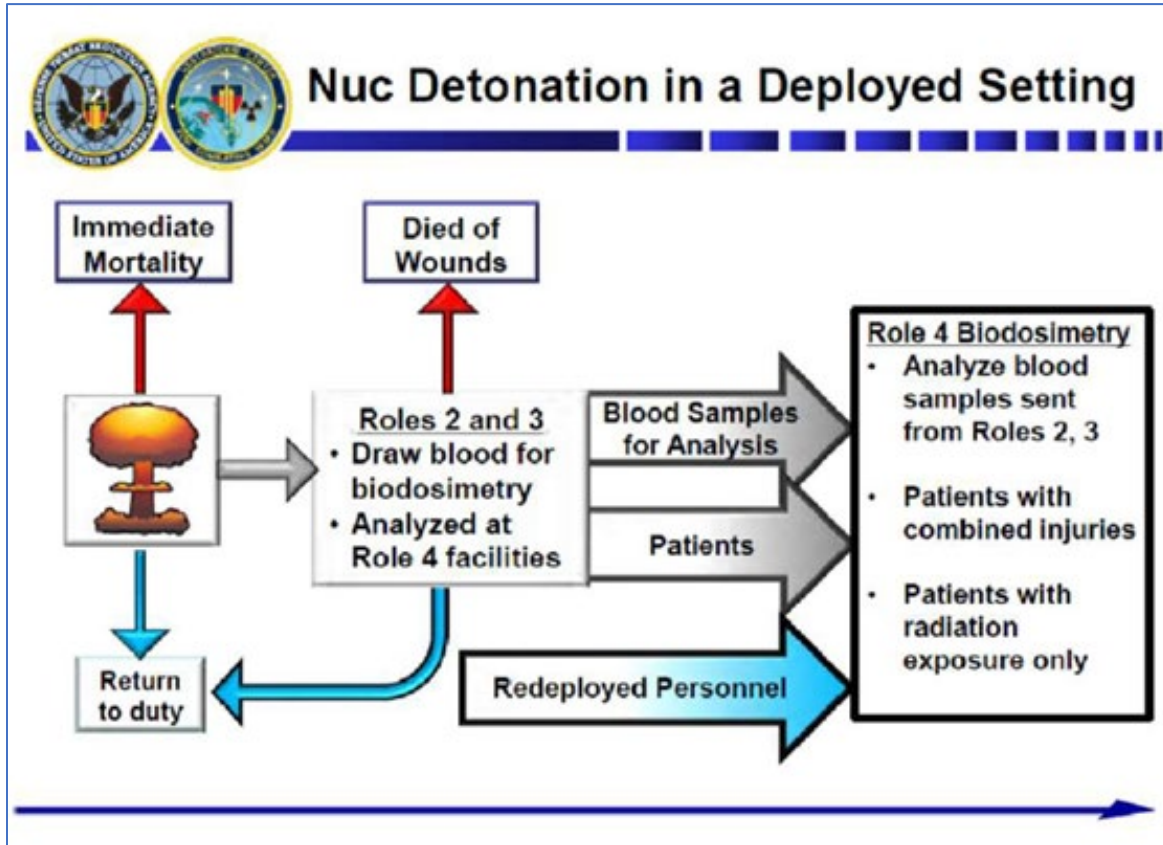 Nuc Detonation in a Deployed Setting
Immediate
Mortality
Died of
Wounds
Roles 2 and 3
• Draw blood for
biodosimetry
• Analyzed at
Role 4 facilities
Blood Samples
for Analysis
Patients
Redeployed Personnel
Return
to duty
Role 4 Biodosimetry
• Analyze blood
samples sent
from Roles 2, 3
• Patients with
combined injuries
• Patients with
radiation
exposure only